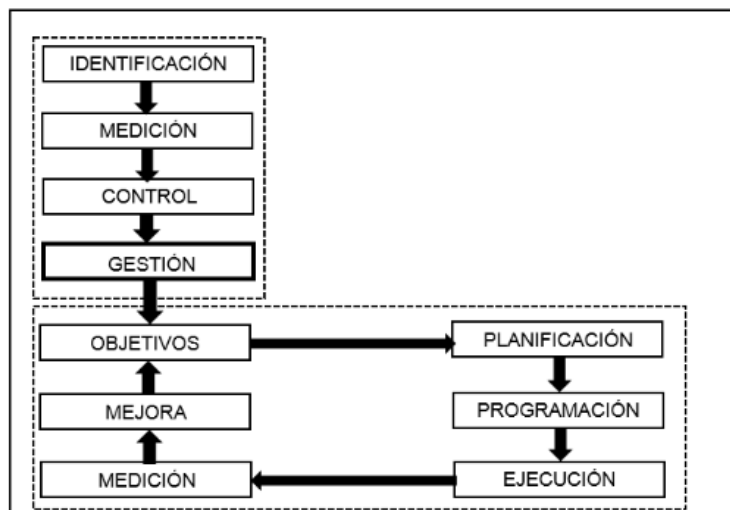 IDENTIFICACIÓN
MEDICIÓN
CONTROL
GESTIÓN
OBJETIVOS
PLANIFICACIÓN
MEJORA
PROGRAMACIÓN
MEDICIÓN
EJECUCIÓN